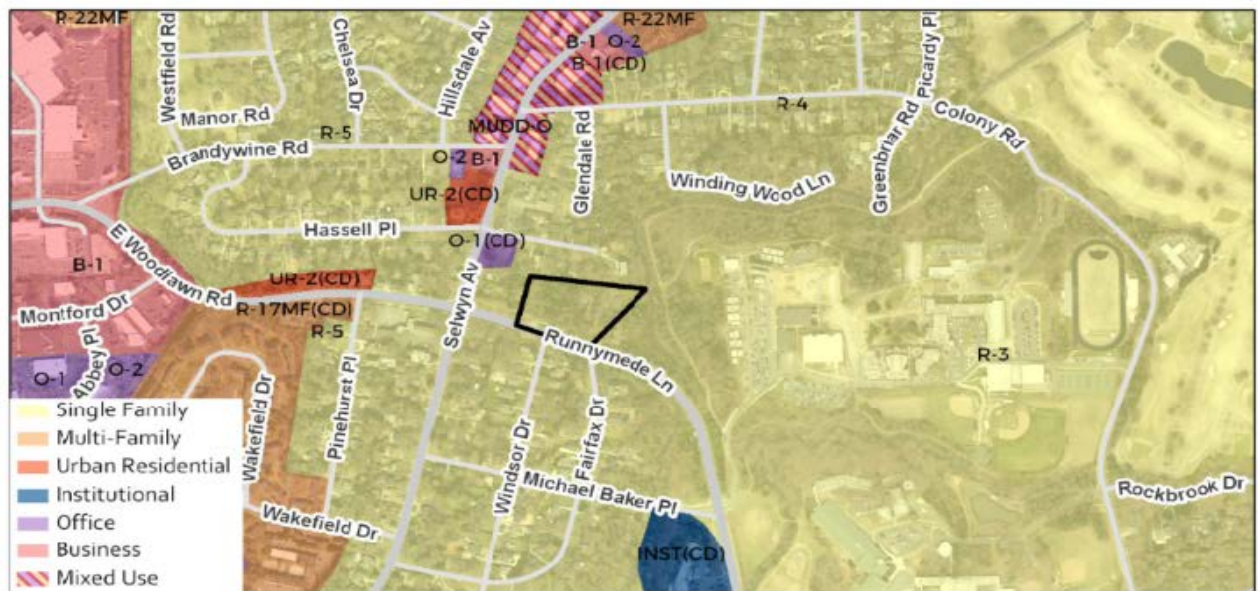 R-22MF
Westfield Rd
Chelsea Dr
Hillsdale Av
B-1
O-2
R-22MF
B-1(CD)
Picardy Pl
Manor Rd
R-5
MUDD-O
R-4
Greenbriar Rd
Colony Rd
Brandywine Rd
O-2
B-1
Glendale Rd
Winding Wood Ln
UR-2(CD)
Hassell Pl
O-1(CD)
E Woodlawn Rd
B-1
UR-2(CD)
Selwyn Av
Montford Dr
R-17MF(CD)
R-5
Runnymede Ln
R-3
Abbey Pl
O-1
O-2
Wakefield Dr
Pinehurst Pl
Windsor Dr
Fairfax Dr
Michael Baker Pl
Rockbrook Dr
Wakefield Dr
INST(CD)
Single Family
Multi-Family
Urban Residential
Institutional
Office
Business
Mixed Use